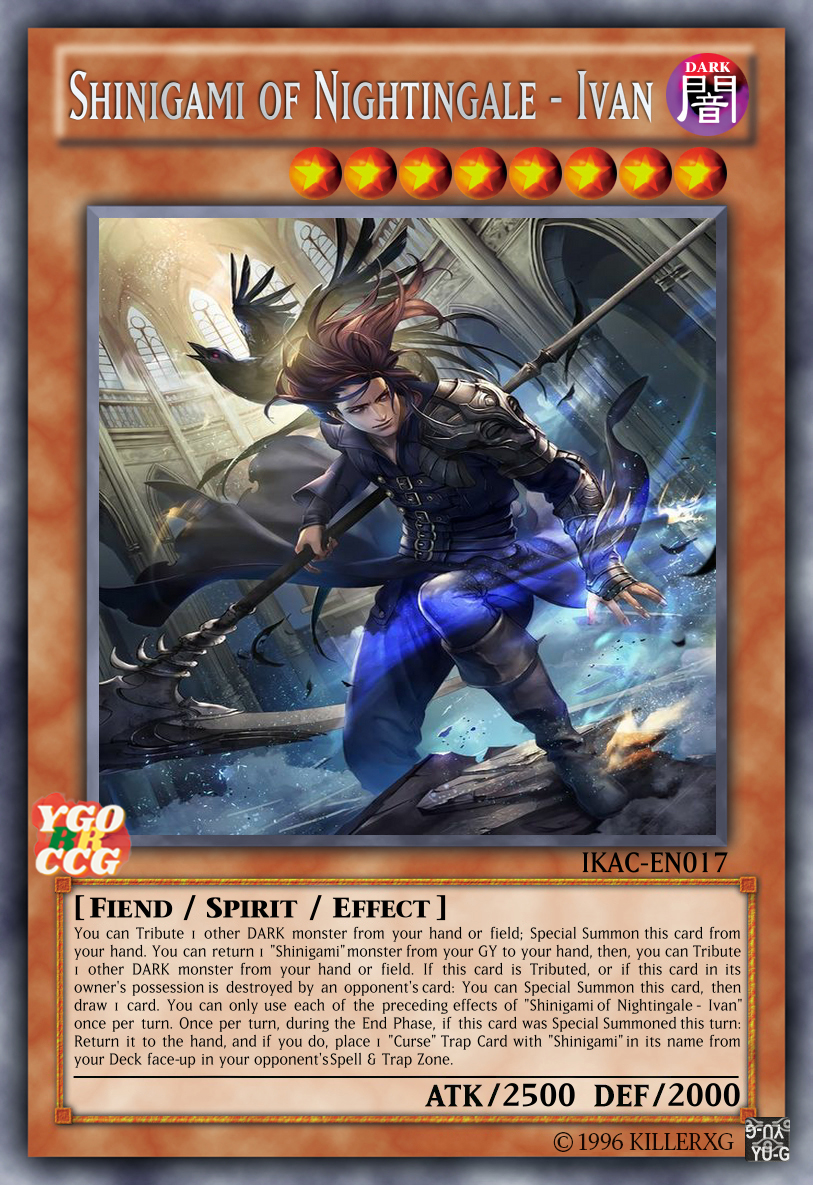 SHINIGAMI OF NIGHTINGALE - IVAN
DARK
闇
YGO
RR
CCG
IKAC-EN017
[ FIEND / SPIRIT / EFFECT ]
You can Tribute 1 other DARK monster from your hand or field; Special Summon this card from
your hand. You can return 1 "Shinigami" monster from your GY to your hand, then, you can Tribute
1 other DARK monster from your hand or field. If this card is Tributed, or if this card in its
owner's possession is destroyed by an opponent's card: You can Special Summon this card, then
draw 1 card. You can only use each of the preceding effects of "Shinigami of Nightingale - Ivan"
once per turn. Once per turn, during the End Phase, if this card was Special Summoned this turn:
Return it to the hand, and if you do, place 1 "Curse" Trap Card with "Shinigami" in its name from
your Deck face-up in your opponent's Spell & Trap Zone.
ATK/2500 DEF/2000
© 1996 KILLERXG
YU-G